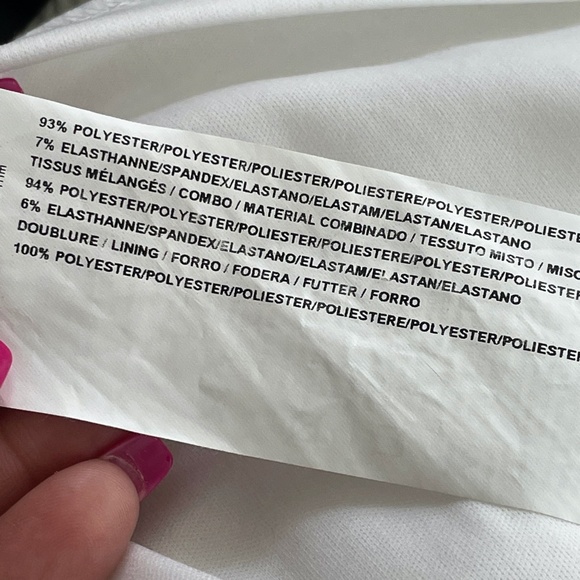 93% POLYESTER/POLYESTER/POLIESTER/POLIESTERE/POLYESTER/POLIESTE
7% ELASTHANNE/SPANDEX/ELASTANO/ELASTAM/ELASTAN/ELASTANO
TISSUS MÉLANGÉS / COMBO / MATERIAL COMBINADO / TESSUTO MISTO / MISC
94% POLYESTER/POLYESTER/POLIESTER/POLIESTERE/POLYESTER/POLIESTER
6% ELASTHANNE/SPANDEX/ELASTANO/ELASTAM/ELASTAN/ELASTANO
DOUBLURE / LINING / FORRO / FODERA / FUTTER / FORRO
100% POLYESTER/POLYESTER/POLIESTER/POLIESTERE/POLYESTER/POLIESTER